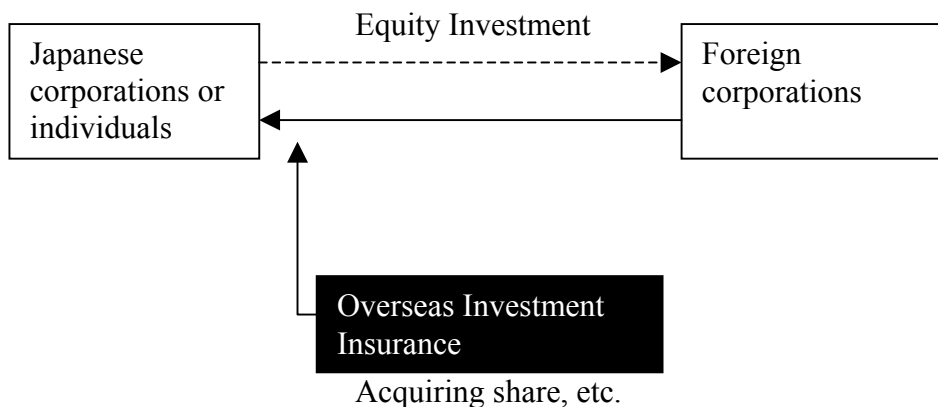 Equity Investment
Japanese
corporations or
individuals
Foreign
corporations
Overseas Investment
Insurance
Acquiring share, etc.